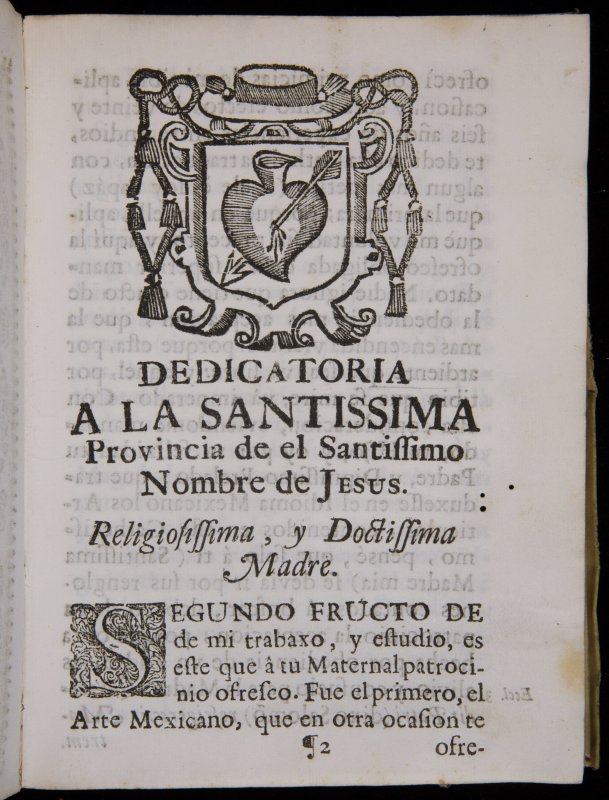 DEDICATORIA
A LA SANTISSIMA
Provincia de el Santiſſimo
Nombre de JESUS.
Religioſiſſima , y Doctiſſima
Madre.
SEGUNDO FRUCTO DE
de mi trabaxo, y eſtudio, es
eſte que â tu Maternal patroci-
nio ofreſco. Fue el primero, el
Arte Mexicano, que en otra ocaſion te
¶2 ofre-